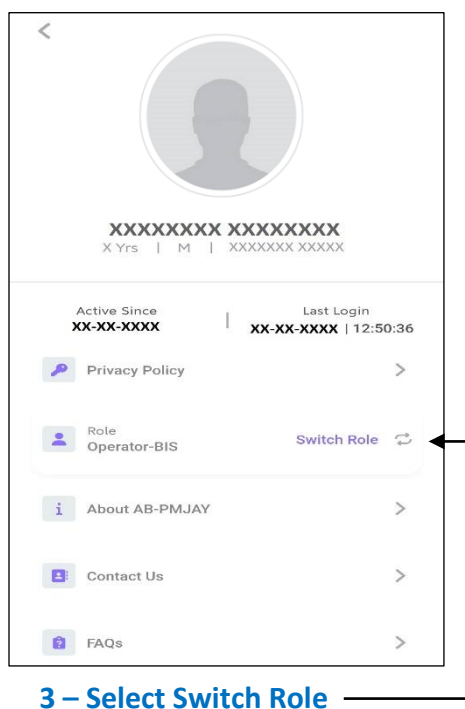 XXXXXXXX XXXXXXXX
X Yrs | M | XXXXXXX XXXXX
Active Since | Last Login
XX-XX-XXXX XX-XX-XXXX | 12:50:36
Privacy Policy
Role
Operator-BIS Switch Role
About AB-PMJAY
Contact Us
FAQs
3 – Select Switch Role